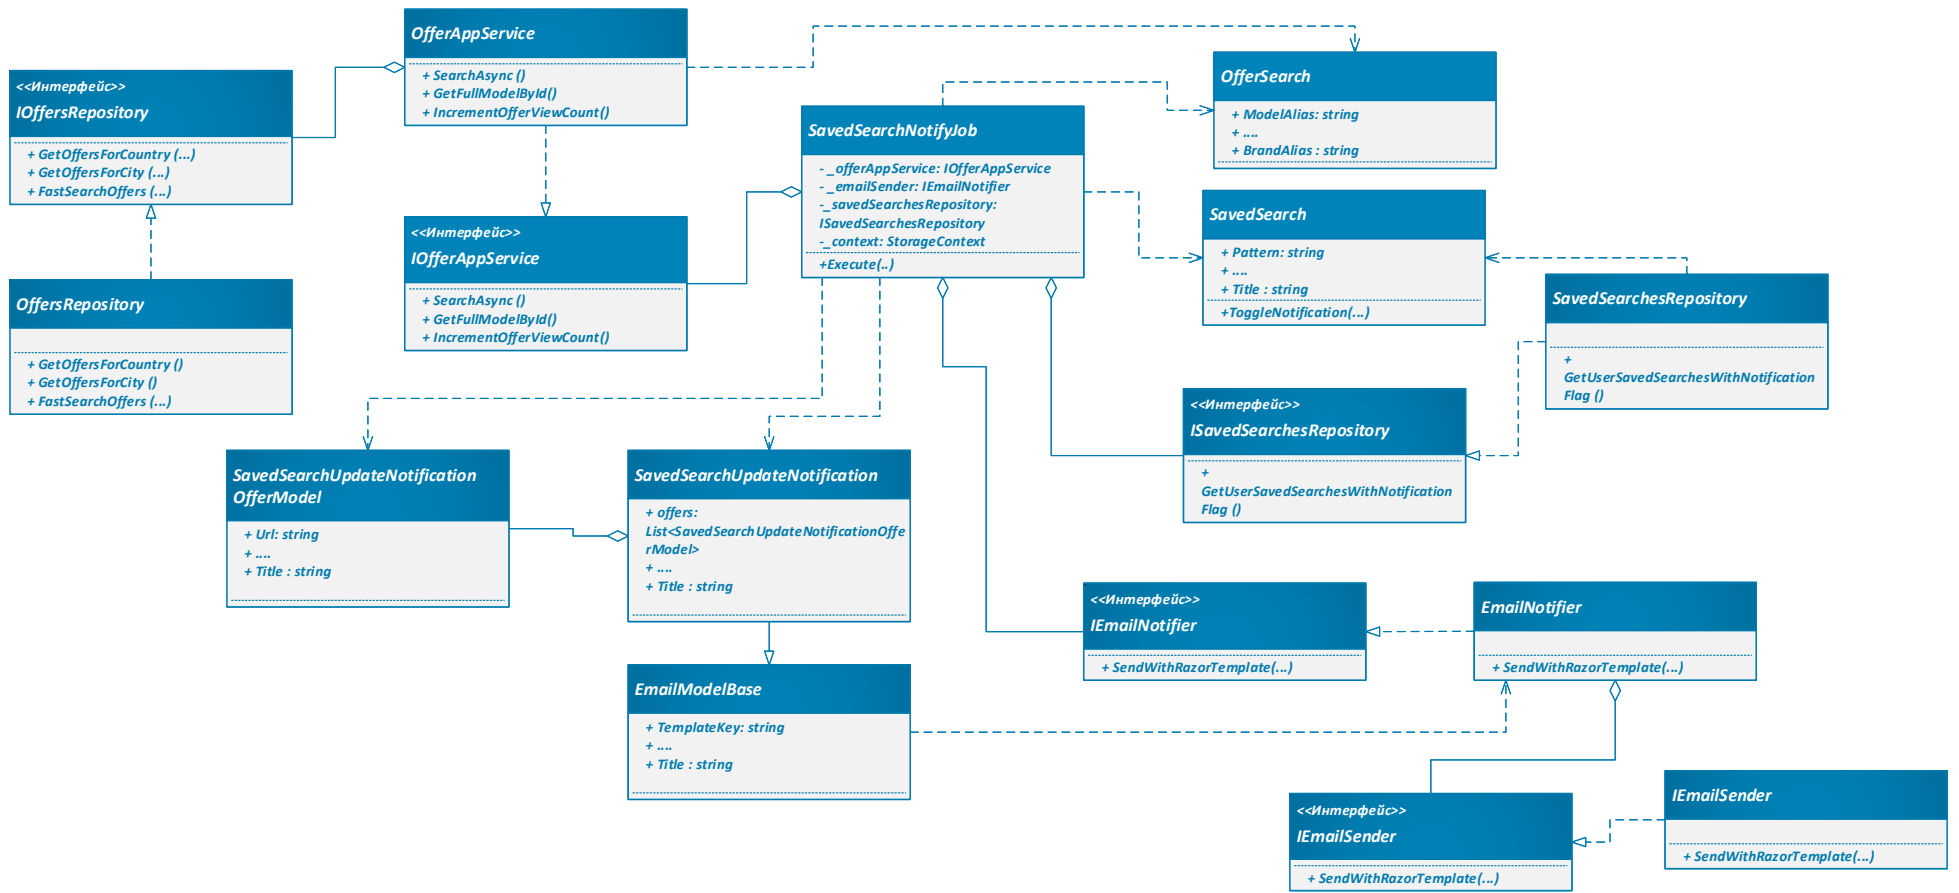 OfferAppService
+ SearchAsync ()
+ GetFullModelById()
+ IncrementOfferViewCount()
<<Интерфейс>>
IOffersRepository
+ GetOffersForCountry (...)
+ GetOffersForCity (...)
+ FastSearchOffers (...)
OfferSearch
+ ModelAlias: string
+ ....
+ BrandAlias : string
SavedSearchNotifyJob
- _offerAppService: IOfferAppService
- _emailSender: IEmailNotifier
-_savedSearchesRepository:
ISavedSearchesRepository
-_context: StorageContext
+Execute(..)
SavedSearch
+ Pattern: string
+ ....
+ Title : string
+ToggleNotification(...)
<<Интерфейс>>
IOfferAppService
+ SearchAsync ()
+ GetFullModelById()
+ IncrementOfferViewCount()
OffersRepository
+ GetOffersForCountry ()
+ GetOffersForCity ()
+ FastSearchOffers (...)
SavedSearchesRepository
+
GetUserSavedSearchesWithNotification
Flag ()
<<Интерфейс>>
ISavedSearchesRepository
+
GetUserSavedSearchesWithNotification
Flag ()
SavedSearchUpdateNotification
OfferModel
+ Url: string
+ ....
+ Title : string
SavedSearchUpdateNotification
+ offers:
List<SavedSearchUpdateNotificationOffe
rModel>
+ ....
+ Title : string
<<Интерфейс>>
IEmailNotifier
+ SendWithRazorTemplate(...)
EmailNotifier
+ SendWithRazorTemplate(...)
EmailModelBase
+ TemplateKey: string
+ ....
+ Title : string
<<Интерфейс>>
IEmailSender
+ SendWithRazorTemplate(...)
IEmailSender
+ SendWithRazorTemplate(...)